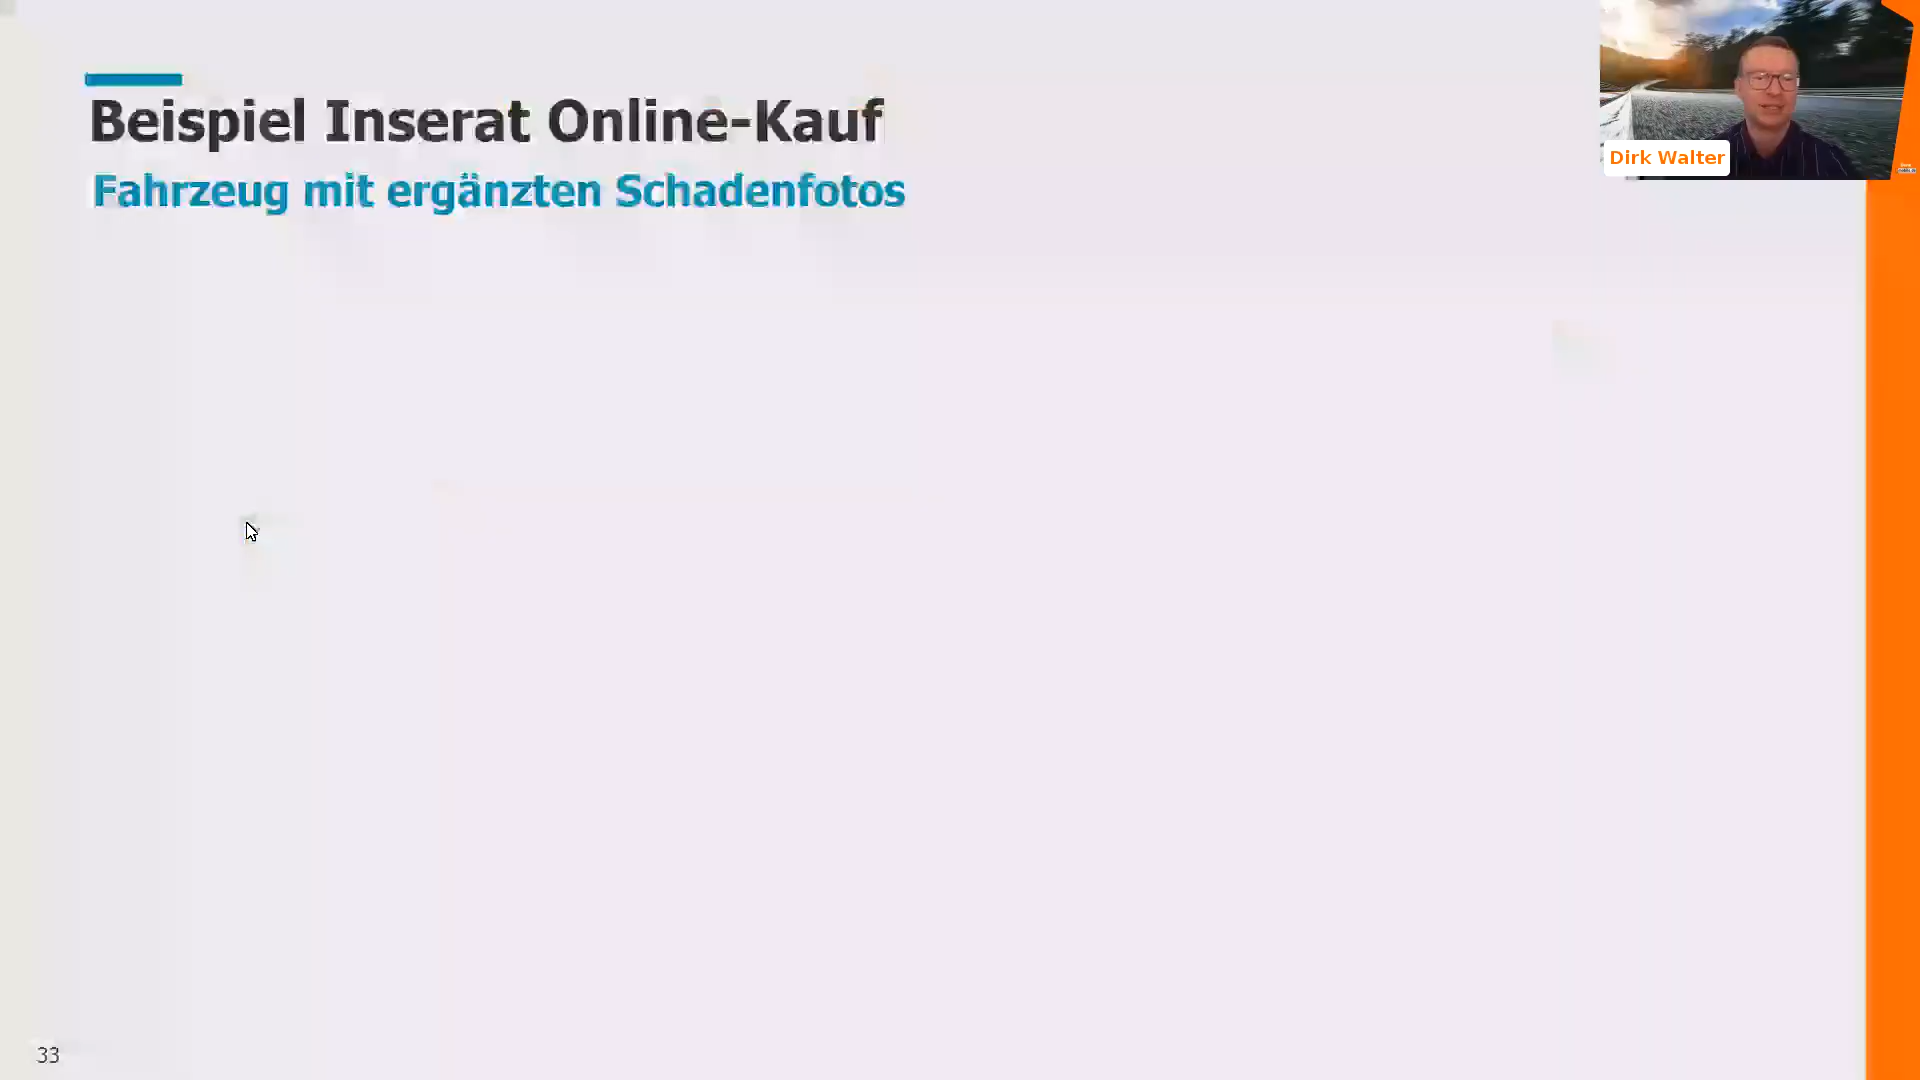 Beispiel Inserat Online-Kauf
Fahrzeug mit ergänzten Schadenfotos
Dirk Walter
33